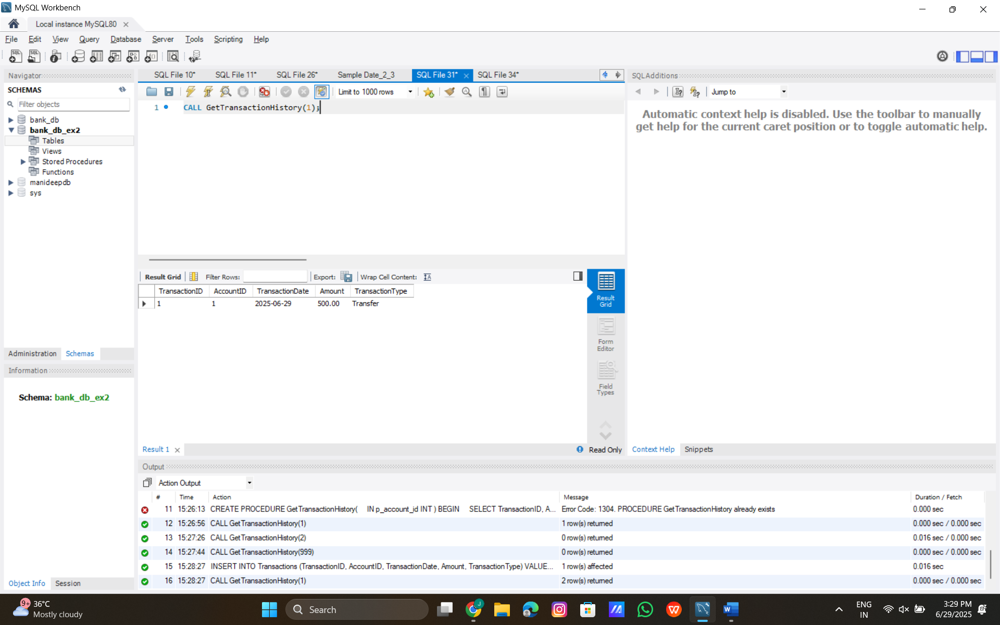 MySQL Workbench
Local instance MySQL80
File Edit View Query Database Server Tools Scripting Help
Navigator
SCHEMAS
Filter objects
bank_db
bank_db_ex2
Tables
Views
Stored Procedures
Functions
manideepdb
sys
Administration Schemas
Information
Schema: bank_db_ex2
Object Info Session
SQL File 10* SQL File 11* SQL File 26* Sample Date_2_3 SQL File 31* SQL File 34*
Limit to 1000 rows
1 CALL GetTransactionHistory(1);
Result Grid Filter Rows: Export: Wrap Cell Content:
TransactionID AccountID TransactionDate Amount TransactionType
1 1 2025-06-29 500.00 Transfer
Result Grid
Form Editor
Field Types
Result 1 Read Only
SQLAdditions
Jump to
Automatic context help is disabled. Use the toolbar to manually
get help for the current caret position or to toggle automatic help.
Context Help Snippets
Output
Action Output
# Time Action Message Duration / Fetch
11 15:26:13 CREATE PROCEDURE GetTransactionHistory( IN p_account_id INT ) BEGIN SELECT TransactionID, A... Error Code: 1304. PROCEDURE GetTransactionHistory already exists 0.000 sec
12 15:26:56 CALL GetTransactionHistory(1) 1 row(s) returned 0.000 sec / 0.000 sec
13 15:27:26 CALL GetTransactionHistory(2) 0 row(s) returned 0.016 sec / 0.000 sec
14 15:27:44 CALL GetTransactionHistory(999) 0 row(s) returned 0.000 sec / 0.000 sec
15 15:28:27 INSERT INTO Transactions (TransactionID, AccountID, TransactionDate, Amount, TransactionType) VALUE... 1 row(s) affected 0.016 sec
16 15:28:27 CALL GetTransactionHistory(1) 2 row(s) returned 0.000 sec / 0.000 sec
9+ 36°C
Mostly cloudy
Search
ENG
IN
3:29 PM
6/29/2025